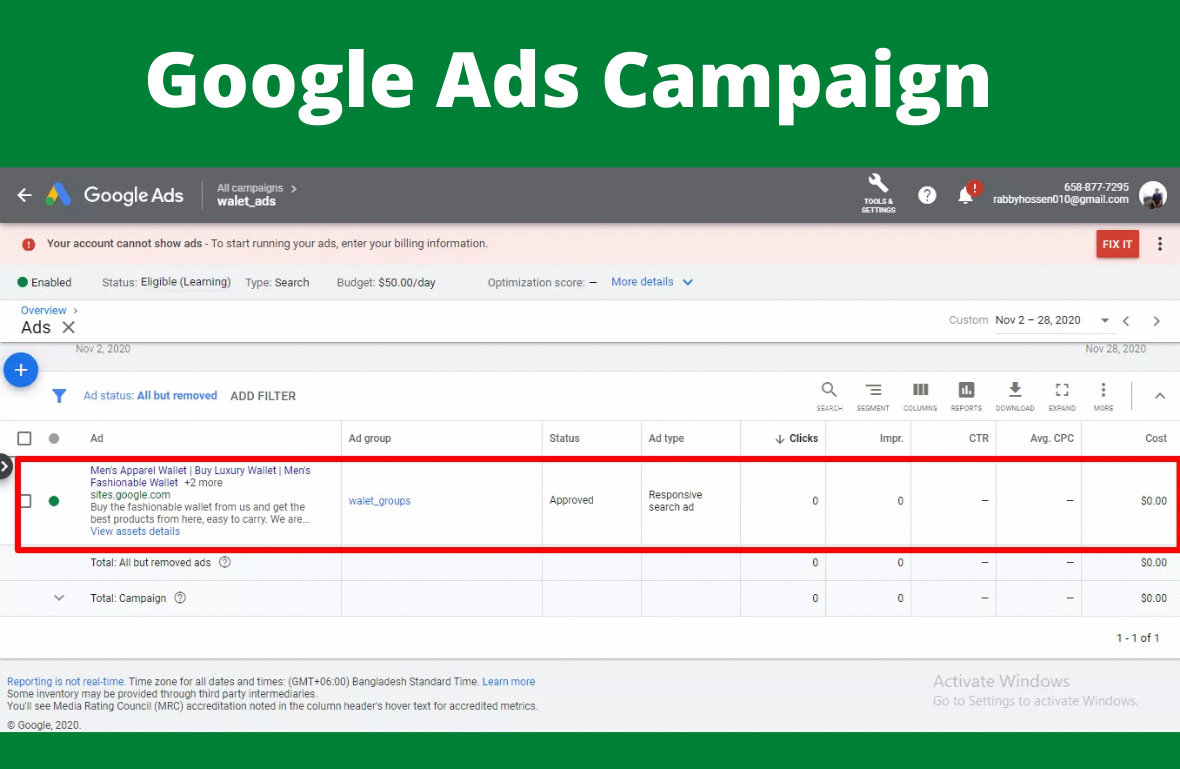 Google Ads Campaign
Google Ads
All campaigns >
walet_ads
TOOLS &
SETTINGS
?
!
658-877-7295
rabbyhossen010@gmail.com
! Your account cannot show ads - To start running your ads, enter your billing information.
FIX IT
Enabled
Status: Eligible (Learning) Type: Search Budget: $50.00/day Optimization score: — More details
Overview >
Ads
Custom Nov 2 – 28, 2020
Nov 2, 2020
Nov 28, 2020
+
Ad status: All but removed ADD FILTER
SEARCH SEGMENT COLUMNS REPORTS DOWNLOAD EXPAND MORE
Ad Ad group Status Ad type Clicks Impr. CTR Avg. CPC Cost
Men's Apparel Wallet | Buy Luxury Wallet | Men's
Fashionable Wallet +2 more
sites.google.com
Buy the fashionable wallet from us and get the
best products from here, easy to carry. We are...
View assets details
walet_groups
Approved
Responsive
search ad
0 0 – – $0.00
Total: All but removed ads ? 0 0 – – $0.00
Total: Campaign ? 0 0 – – $0.00
1 - 1 of 1
Reporting is not real-time. Time zone for all dates and times: (GMT+06:00) Bangladesh Standard Time. Learn more
Some inventory may be provided through third party intermediaries.
You'll see Media Rating Council (MRC) accreditation noted in the column header's hover text for accredited metrics.
© Google, 2020.
Activate Windows
Go to Settings to activate Windows.